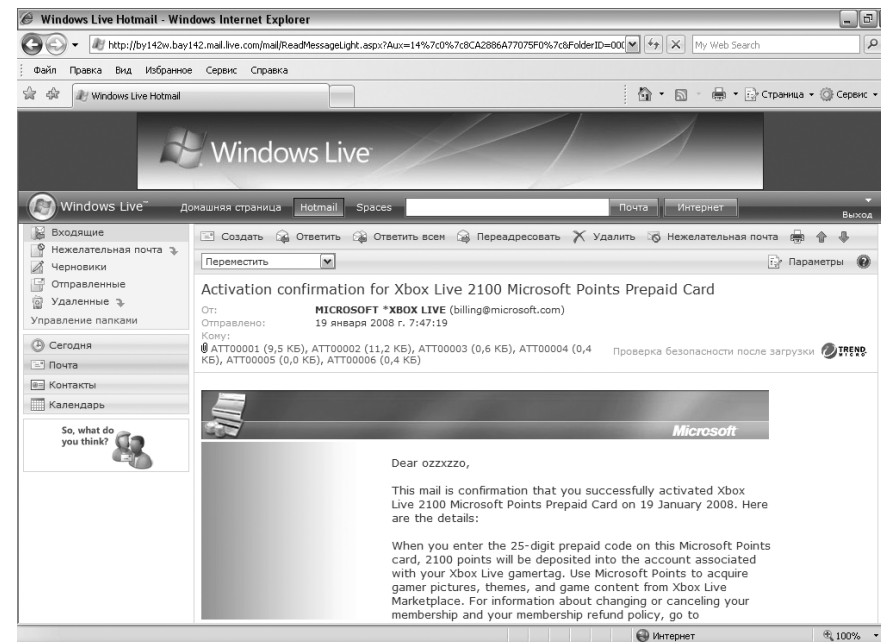 Windows Live Hotmail - Windows Internet Explorer
http://by142w.bay142.mail.live.com/mail/ReadMessageLight.aspx?Aux=14%7c0%7c8CA2886A77075F0%7c&FolderID=00(
My Web Search
Файл Правка Вид Избранное Сервис Справка
Windows Live Hotmail
Страница Сервис
Windows Live™
Windows Live™ Домашняя страница Hotmail Spaces Почта Интернет
Выход
Входящие
Нежелательная почта
Черновики
Отправленные
Удаленные
Управление папками
Сегодня
Почта
Контакты
Календарь
So, what do
you think?
Создать Ответить Ответить всем Переадресовать Удалить Нежелательная почта
Переместить Параметры
Activation confirmation for Xbox Live 2100 Microsoft Points Prepaid Card
От: MICROSOFT *XBOX LIVE (billing@microsoft.com)
Отправлено: 19 января 2008 г. 7:47:19
Кому:
ATT00001 (9,5 КБ), ATT00002 (11,2 КБ), ATT00003 (0,6 КБ), ATT00004 (0,4
КБ), ATT00005 (0,0 КБ), ATT00006 (0,4 КБ)
Проверка безопасности после загрузки TREND MICRO
Microsoft
Dear ozzxzzo,
This mail is confirmation that you successfully activated Xbox
Live 2100 Microsoft Points Prepaid Card on 19 January 2008. Here
are the details:
When you enter the 25-digit prepaid code on this Microsoft Points
card, 2100 points will be deposited into the account associated
with your Xbox Live gamertag. Use Microsoft Points to acquire
gamer pictures, themes, and game content from Xbox Live
Marketplace. For information about changing or canceling your
membership and your membership refund policy, go to
Интернет 100%